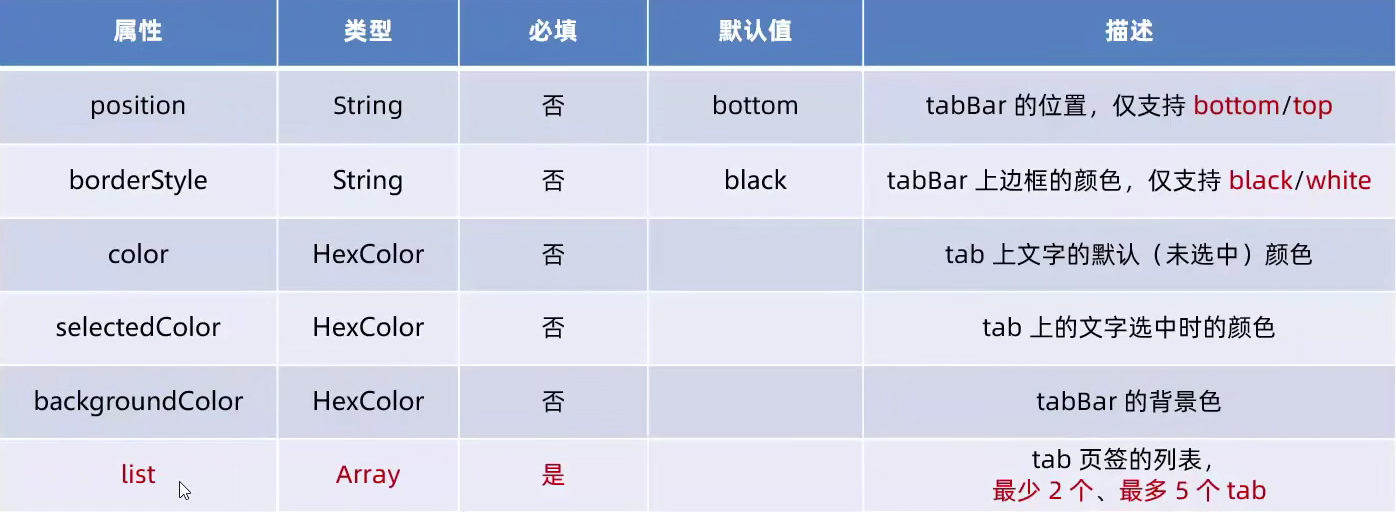 属性 类型 必填 默认值 描述
position String 否 bottom tabBar 的位置，仅支持 bottom/top
borderStyle String 否 black tabBar 上边框的颜色，仅支持 black/white
color HexColor 否 tab 上文字的默认（未选中）颜色
selectedColor HexColor 否 tab 上的文字选中时的颜色
backgroundColor HexColor 否 tabBar 的背景色
list Array 是 tab 页签的列表，
最少 2 个、最多 5 个 tab